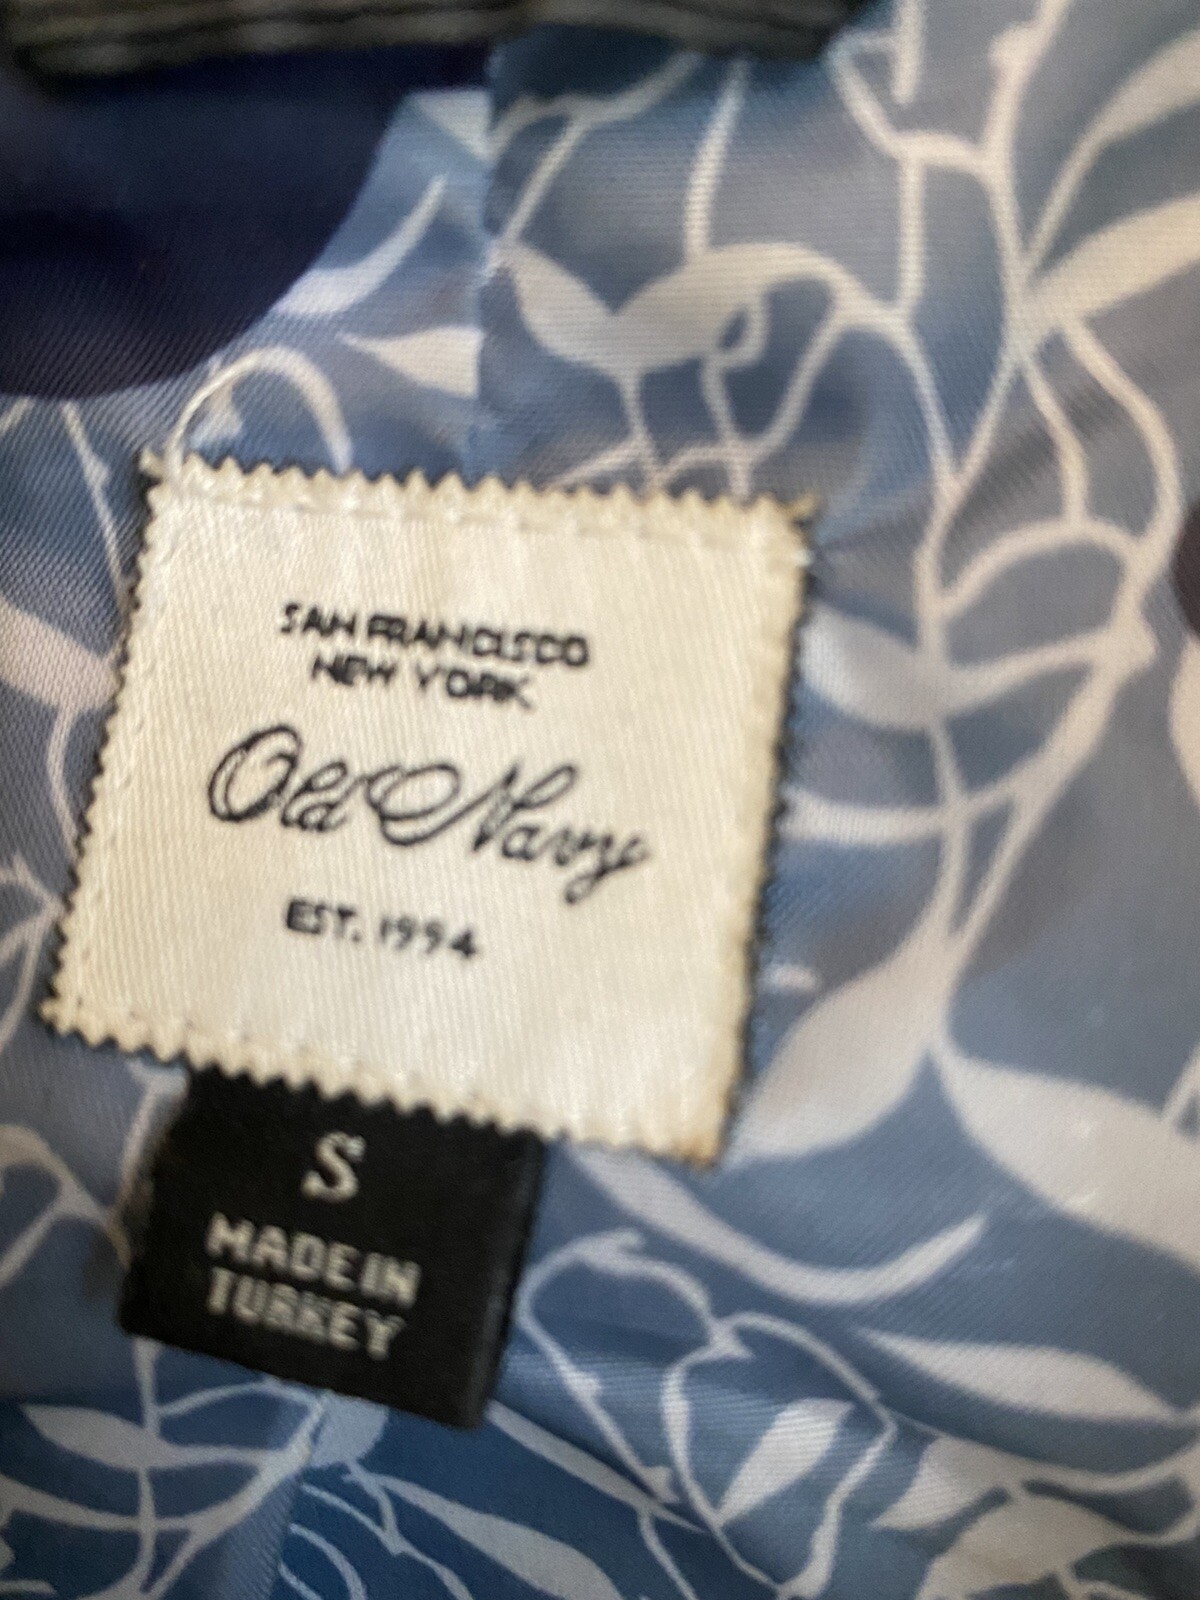 SAN FRANCISCO
NEW YORK
Old Navy
EST. 1994
S
MADE IN
TURKEY